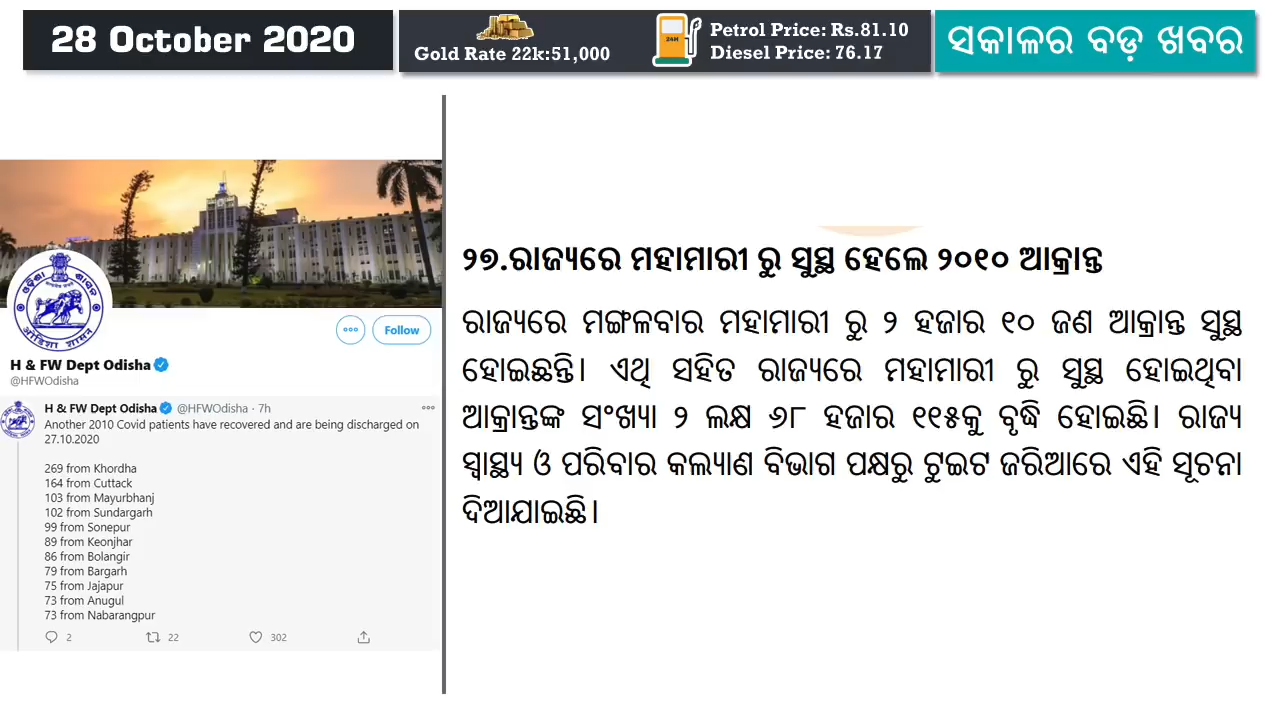 28 October 2020
Gold Rate 22k:51,000
24H
Petrol Price: Rs.81.10
Diesel Price: 76.17
ସକାଳର ବଡ଼ ଖବର
H & FW Dept Odisha
@HFWOdisha
Follow
H & FW Dept Odisha @HFWOdisha · 7h
Another 2010 Covid patients have recovered and are being discharged on
27.10.2020
269 from Khordha
164 from Cuttack
103 from Mayurbhanj
102 from Sundargarh
99 from Sonepur
89 from Keonjhar
86 from Bolangir
79 from Bargarh
75 from Jajapur
73 from Anugul
73 from Nabarangpur
2 22 302
୨୭.ରାଜ୍ୟରେ ମହାମାରୀ ରୁ ସୁସ୍ଥ ହେଲେ ୨୦୧୦ ଆକ୍ରାନ୍ତ
ରାଜ୍ୟରେ ମଙ୍ଗଳବାର ମହାମାରୀ ରୁ ୨ ହଜାର ୧୦ ଜଣ ଆକ୍ରାନ୍ତ ସୁସ୍ଥ
ହୋଇଛନ୍ତି। ଏଥି ସହିତ ରାଜ୍ୟରେ ମହାମାରୀ ରୁ ସୁସ୍ଥ ହୋଇଥିବା
ଆକ୍ରାନ୍ତଙ୍କ ସଂଖ୍ୟା ୨ ଲକ୍ଷ ୬୮ ହଜାର ୧୧୫କୁ ବୃଦ୍ଧି ହୋଇଛି। ରାଜ୍ୟ
ସ୍ୱାସ୍ଥ୍ୟ ଓ ପରିବାର କଲ୍ୟାଣ ବିଭାଗ ପକ୍ଷରୁ ଟୁଇଟ ଜରିଆରେ ଏହି ସୂଚନା
ଦିଆଯାଇଛି।